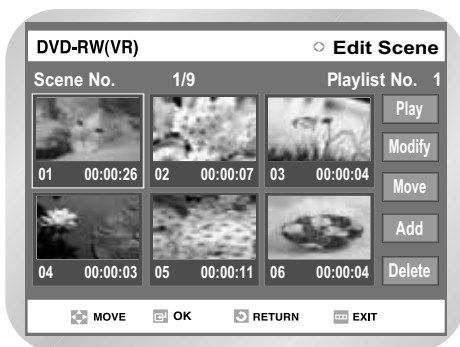 DVD-RW(VR) Edit Scene
Scene No. 1/9 Playlist No. 1
Play
Modify
01 00:00:26 02 00:00:07 03 00:00:04
Move
Add
04 00:00:03 05 00:00:11 06 00:00:04
Delete
MOVE OK RETURN EXIT